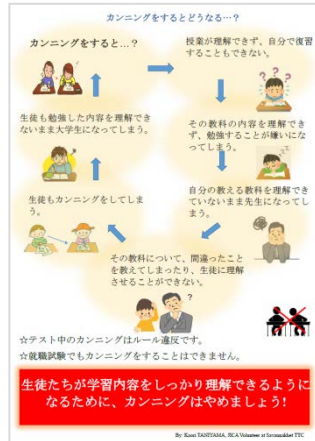 カンニングをするとどうなる…？
カンニングをすると…？
授業が理解できず、自分で復習
することもできない。
その教科の内容を理解でき
ず、勉強することが嫌いにな
ってしまう。
自分の教える教科を理解でき
ていないまま先生になってし
まう。
その教科について、間違ったこと
を教えてしまったり、生徒に理解
させることができない。
生徒もカンニングをしてしま
う。
生徒も勉強した内容を理解でき
ないまま大学生になってしまう。
☆テスト中のカンニングはルール違反です。
☆就職試験でもカンニングをすることはできません。
生徒たちが学習内容をしっかり理解できるように
なるために、カンニングはやめましょう!
By: Kaori TANIYAMA, JICA Volunteer at